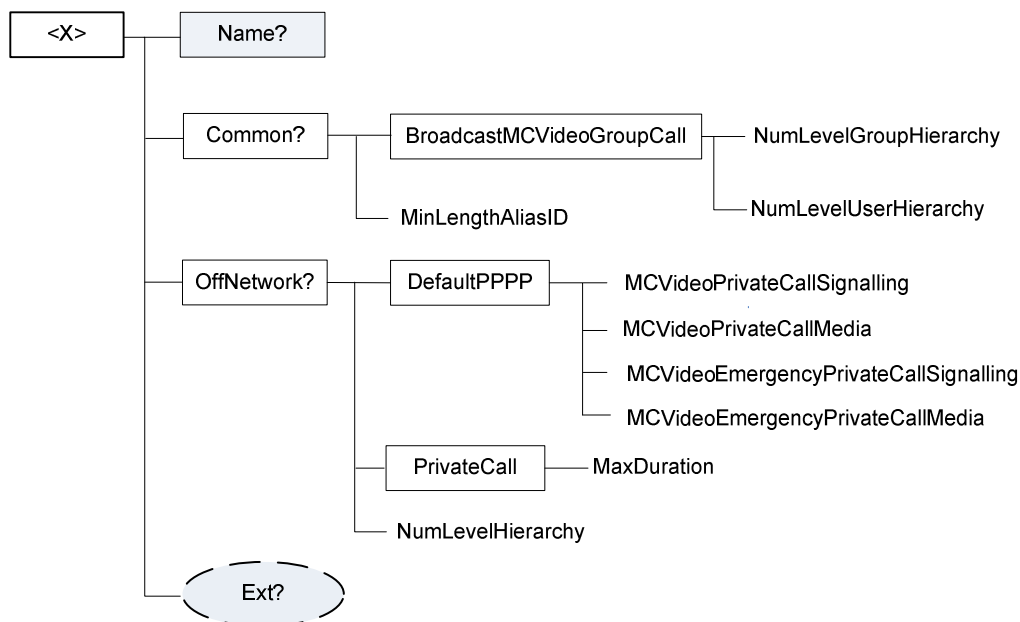 <X>
Name?
Common?
BroadcastMCVideoGroupCall
NumLevelGroupHierarchy
NumLevelUserHierarchy
MinLengthAliasID
OffNetwork?
DefaultPPPP
MCVideoPrivateCallSignalling
MCVideoPrivateCallMedia
MCVideoEmergencyPrivateCallSignalling
MCVideoEmergencyPrivateCallMedia
PrivateCall
MaxDuration
NumLevelHierarchy
Ext?